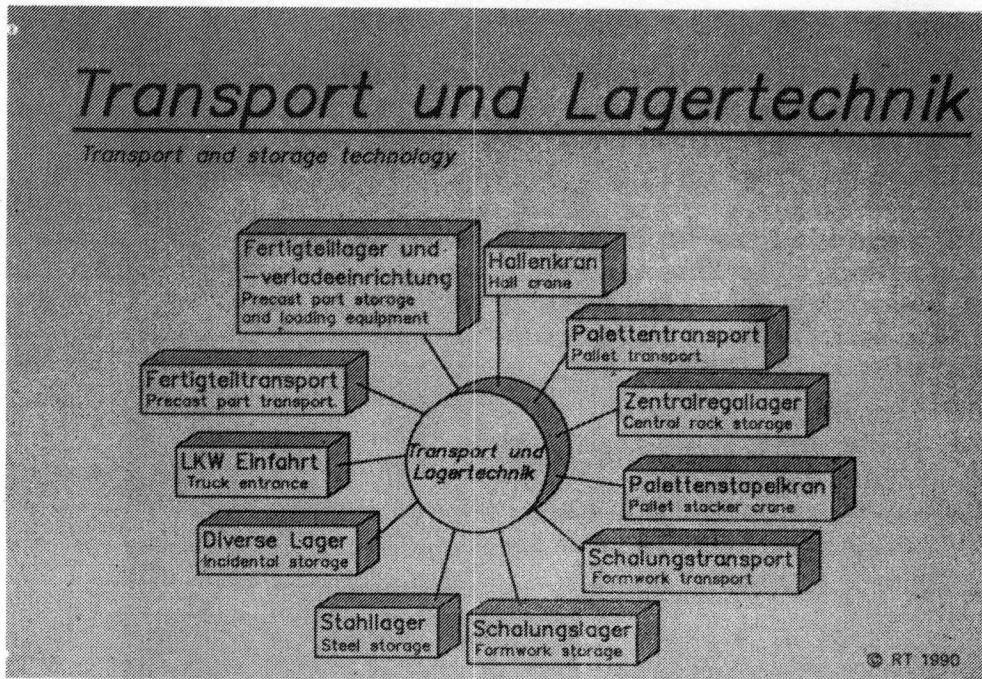 Transport und Lagertechnik
Transport and storage technology
Fertigteillager und
-verladeeinrichtung
Precast part storage
and loading equipment
Hallenkran
Hall crane
Palettentransport
Pallet transport
Zentralregallager
Central rack storage
Palettenstapelkran
Pallet stacker crane
Schalungstransport
Formwork transport
Schalungslager
Formwork storage
Stahllager
Steel storage
Diverse Lager
Incidental storage
LKW Einfahrt
Truck entrance
Fertigteiltransport
Precast part transport.
Transport und
Lagertechnik
© RT 1990